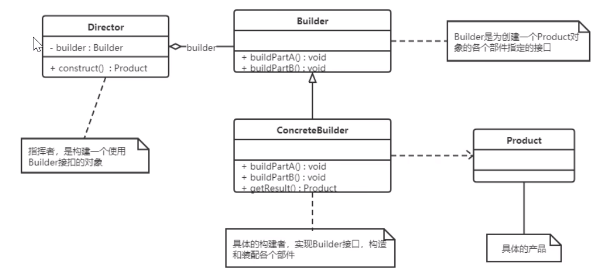 Director
- builder : Builder
+ construct() : Product
builder
Builder
+ buildPartA() : void
+ buildPartB() : void
Builder是为创建一个Product对
象的各个部件指定的接口
指挥者，是构建一个使用
Builder接扣的对象
ConcreteBuilder
+ buildPartA() : void
+ buildPartB() : void
+ getResult() : Product
Product
具体的构建者，实现Builder接口，构造
和装配各个部件
具体的产品